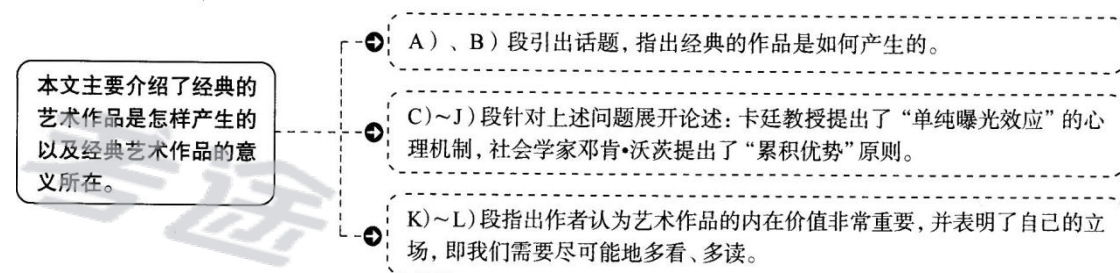 本文主要介绍了经典的
艺术作品是怎样产生的
以及经典艺术作品的意
义所在。
A）、B）段引出话题，指出经典的作品是如何产生的。
C)～J)段针对上述问题展开论述：卡廷教授提出了“单纯曝光效应”的心
理机制，社会学家邓肯•沃茨提出了“累积优势”原则。
K)～L)段指出作者认为艺术作品的内在价值非常重要，并表明了自己的立
场，即我们需要尽可能地多看、多读。
考途